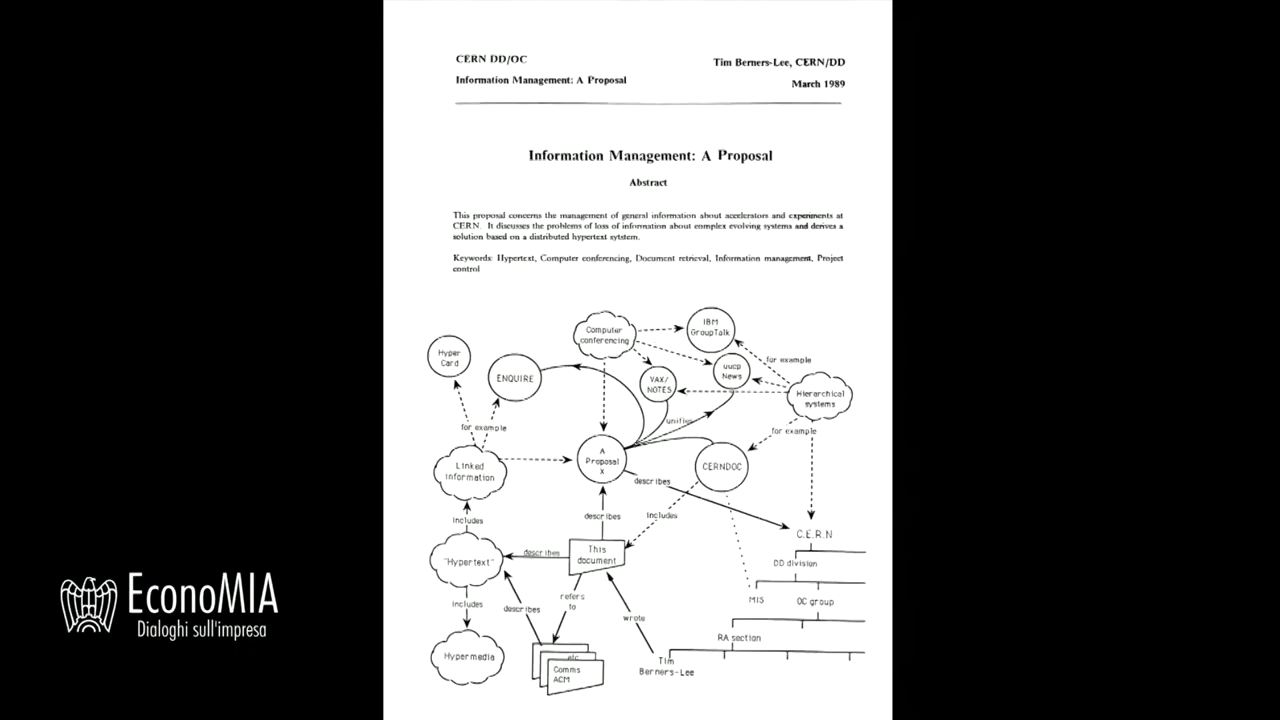 CERN DD/OC
Tim Berners-Lee, CERN/DD
Information Management: A Proposal
March 1989
Information Management: A Proposal
Abstract
This proposal concerns the management of general information about accelerators and experiments at
CERN. It discusses the problems of loss of information about complex evolving systems and derives a
solution based on a distributed hypertext sytstem.
Keywords: Hypertext, Computer conferencing, Document retrieval, Information management, Project
control
IBM
GroupTalk
Computer
conferencing
Hyper
Card
for example
uucp
News
ENQUIRE
VAX/
NOTES
Hierarchical
systems
unifies
for example
for example
A
Proposal
X
CERNDOC
Linked
information
describes
includes
describes
includes
C.E.R.N
This
document
describes
"Hypertext"
DD division
refers
to
MIS
OC group
includes
describes
wrote
RA section
Hypermedia
etc
Comms
ACM
Tim
Berners-Lee
EconoMIA
Dialoghi sull'impresa